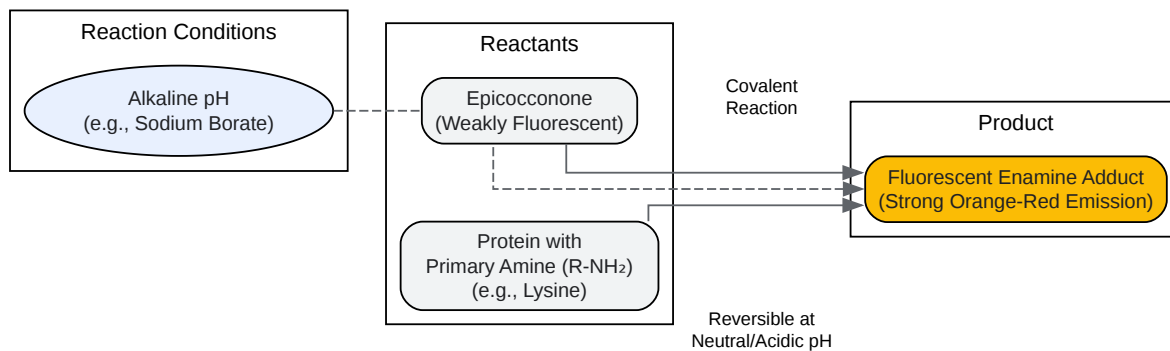 Reaction Conditions
Alkaline pH
(e.g., Sodium Borate)
Reactants
Epicocconone
(Weakly Fluorescent)
Protein with
Primary Amine (R-NH₂)
(e.g., Lysine)
Covalent
Reaction
Reversible at
Neutral/Acidic pH
Product
Fluorescent Enamine Adduct
(Strong Orange-Red Emission)